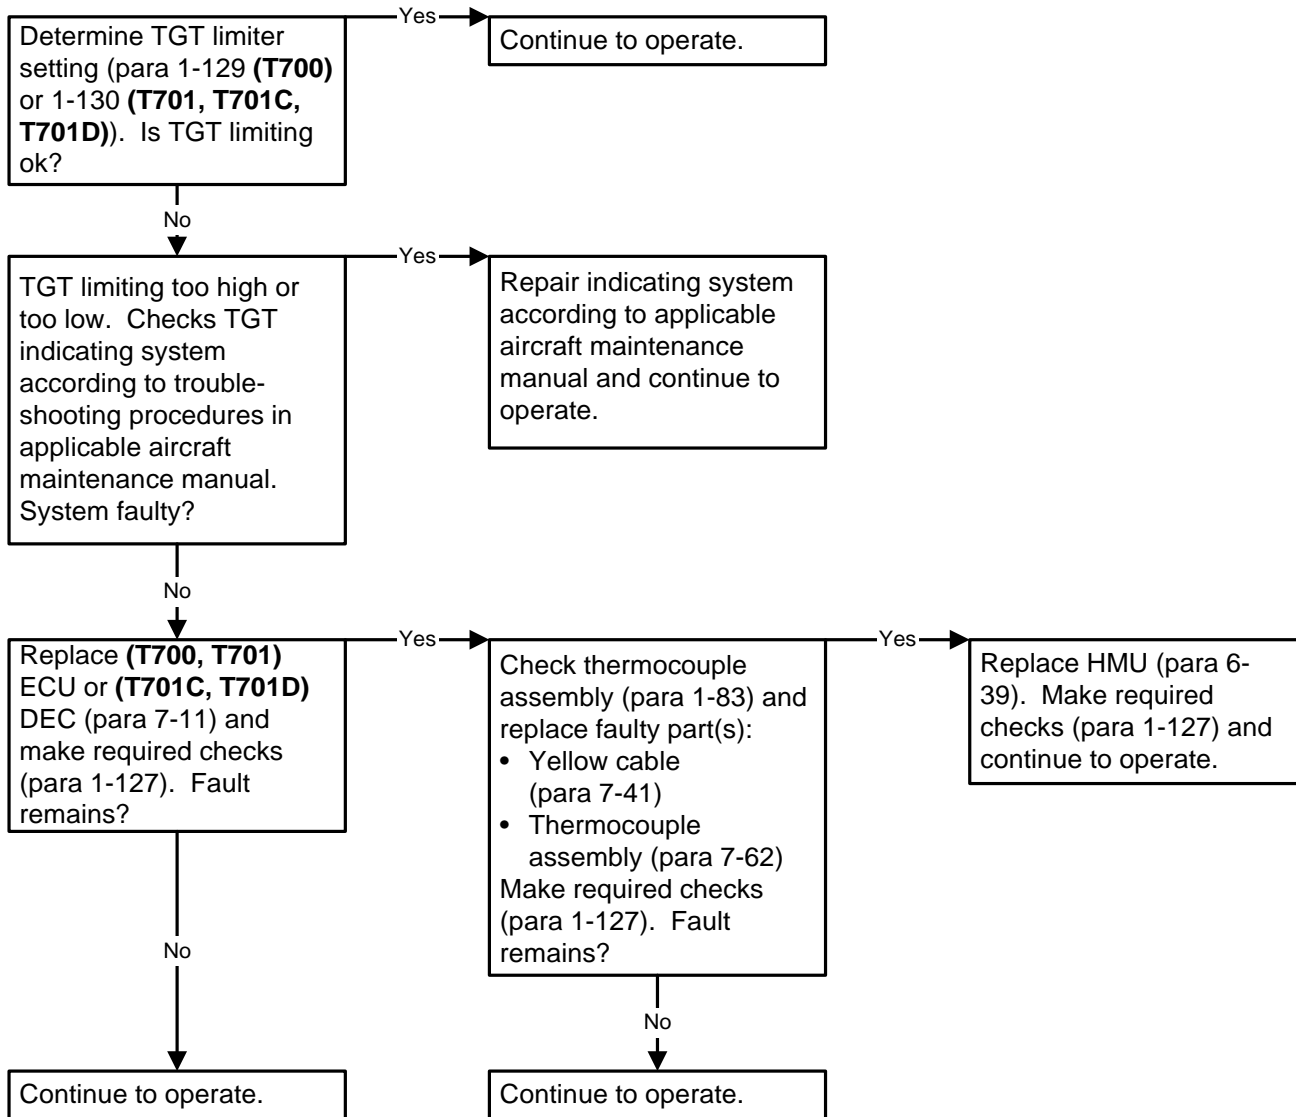 Yes
Determine TGT limiter
setting (para 1-129 (T700)
or 1-130 (T701, T701C,
T701D)). Is TGT limiting
ok?
Continue to operate.
No
Yes
TGT limiting too high or
too low. Checks TGT
indicating system
according to trouble-
shooting procedures in
applicable aircraft
maintenance manual.
System faulty?
Repair indicating system
according to applicable
aircraft maintenance
manual and continue to
operate.
No
Yes
Yes
Replace (T700, T701)
ECU or (T701C, T701D)
DEC (para 7-11) and
make required checks
(para 1-127). Fault
remains?
Check thermocouple
assembly (para 1-83) and
replace faulty part(s):
• Yellow cable
(para 7-41)
• Thermocouple
assembly (para 7-62)
Make required checks
(para 1-127). Fault
remains?
Replace HMU (para 6-
39). Make required
checks (para 1-127) and
continue to operate.
No
No
Continue to operate.
Continue to operate.